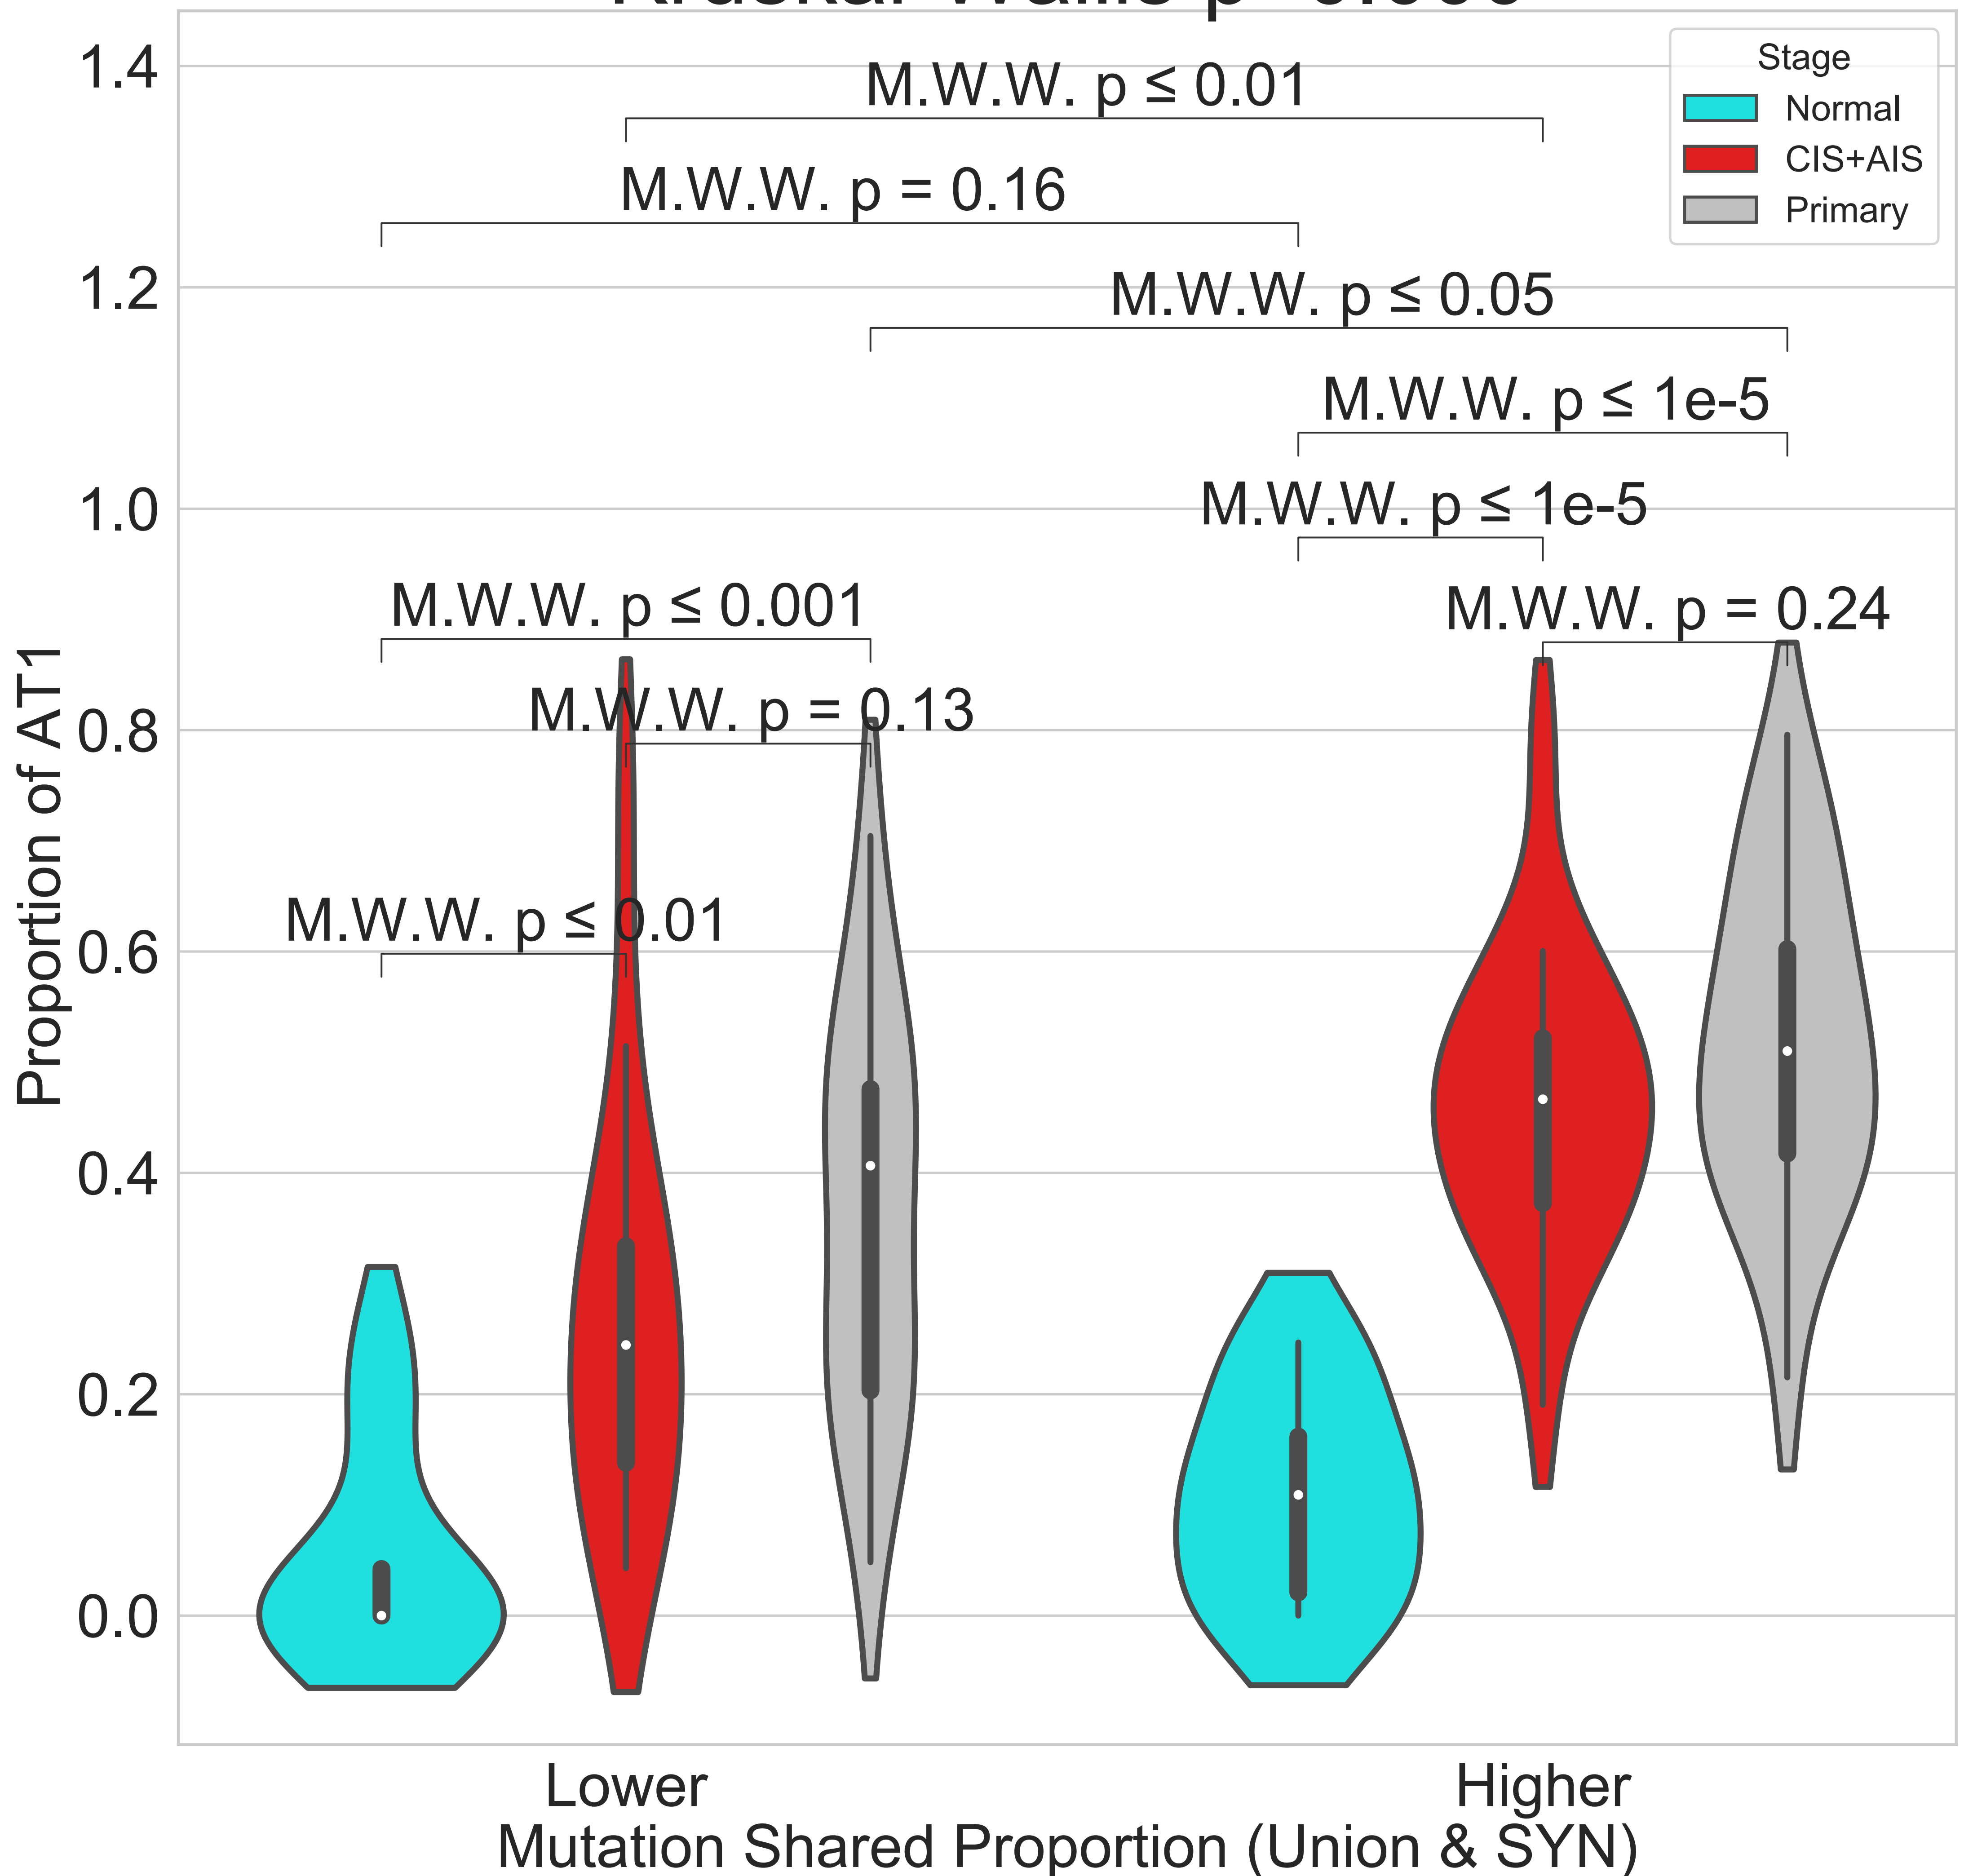 1.4
1.2
1.0
0.8
0.6
0.4
0.2
0.0
Proportion of AT1
M.W.W. p ≤ 0.01
M.W.W. p = 0.16
M.W.W. p ≤ 0.05
M.W.W. p ≤ 1e-5
M.W.W. p ≤ 1e-5
M.W.W. p ≤ 0.001
M.W.W. p = 0.24
M.W.W. p = 0.13
M.W.W. p ≤ 0.01
Stage
Normal
CIS+AIS
Primary
Lower
Higher
Mutation Shared Proportion (Union & SYN)